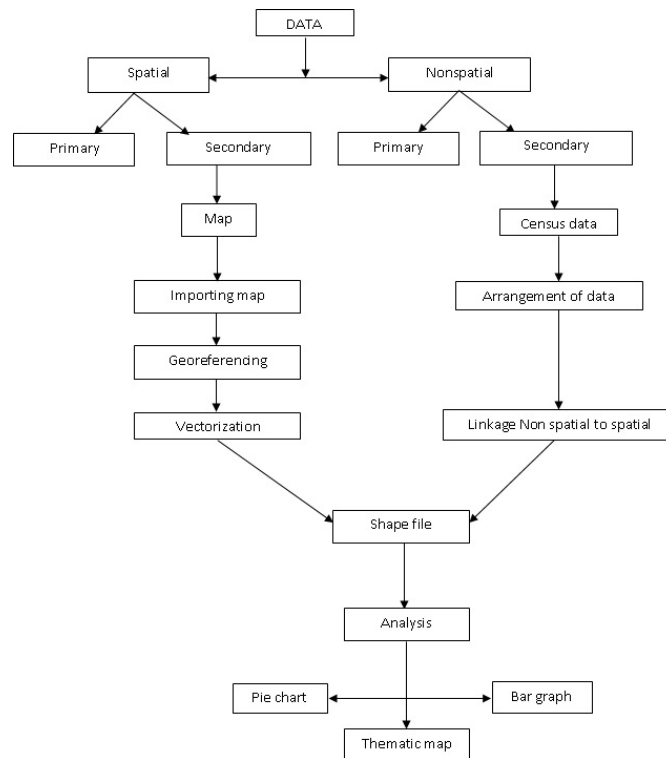 DATA
Spatial
Nonspatial
Primary
Secondary
Primary
Secondary
Map
Census data
Importing map
Arrangement of data
Georeferencing
Vectorization
Linkage Non spatial to spatial
Shape file
Analysis
Pie chart
Bar graph
Thematic map